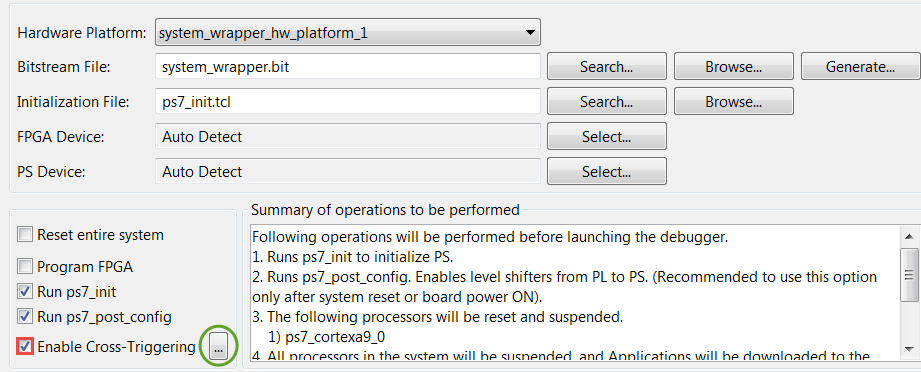 Hardware Platform: system_wrapper_hw_platform_1
Bitstream File: system_wrapper.bit Search... Browse... Generate...
Initialization File: ps7_init.tcl Search... Browse...
FPGA Device: Auto Detect Select...
PS Device: Auto Detect Select...
Reset entire system
Program FPGA
Run ps7_init
Run ps7_post_config
Enable Cross-Triggering ...
Summary of operations to be performed
Following operations will be performed before launching the debugger.
1. Runs ps7_init to initialize PS.
2. Runs ps7_post_config. Enables level shifters from PL to PS. (Recommended to use this option
only after system reset or board power ON).
3. The following processors will be reset and suspended.
1) ps7_cortexa9_0
4. All processors in the system will be suspended, and Applications will be downloaded to the